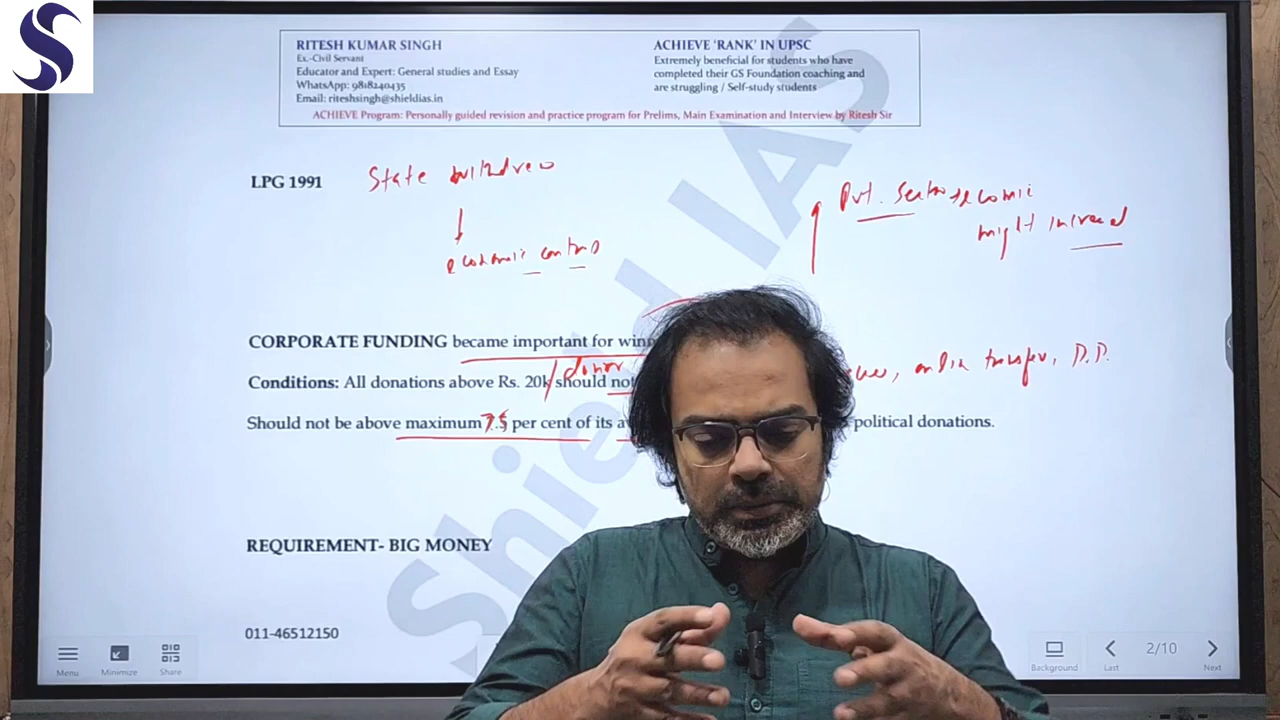 RITESH KUMAR SINGH
Ex.-Civil Servant
Educator and Expert: General studies and Essay
WhatsApp: 9818240435
Email: riteshsingh@shieldias.in
ACHIEVE 'RANK' IN UPSC
Extremely beneficial for students who have
completed their GS Foundation coaching and
are struggling / Self-study students
ACHIEVE Program: Personally guided revision and practice program for Prelims, Main Examination and Interview by Ritesh Sir
LPG 1991 State withdrew
economic control
Pvt. Sector economic
might increased
CORPORATE FUNDING became important for
donor
Conditions: All donations above Rs. 20k/ should online transfer, D.D.
Should not be above maximum 7.5 per cent of its political donations.
REQUIREMENT- BIG MONEY
011-46512150
Shield IAS
Menu
Minimize
Share
Background
Last
2/10
Next